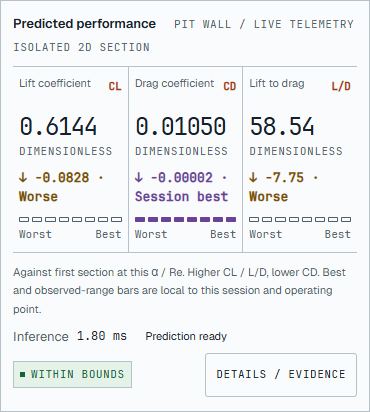 Predicted performance PIT WALL / LIVE TELEMETRY
ISOLATED 2D SECTION
Lift coefficient CL
0.6144
DIMENSIONLESS
↓ -0.0828 ·
Worse
Worst Best
Drag coefficient CD
0.01050
DIMENSIONLESS
↓ -0.00002 ·
Session best
Worst Best
Lift to drag L/D
58.54
DIMENSIONLESS
↓ -7.75 ·
Worse
Worst Best
Against first section at this α / Re. Higher CL / L/D, lower CD. Best
and observed-range bars are local to this session and operating
point.
Inference 1.80 ms Prediction ready
WITHIN BOUNDS
DETAILS / EVIDENCE